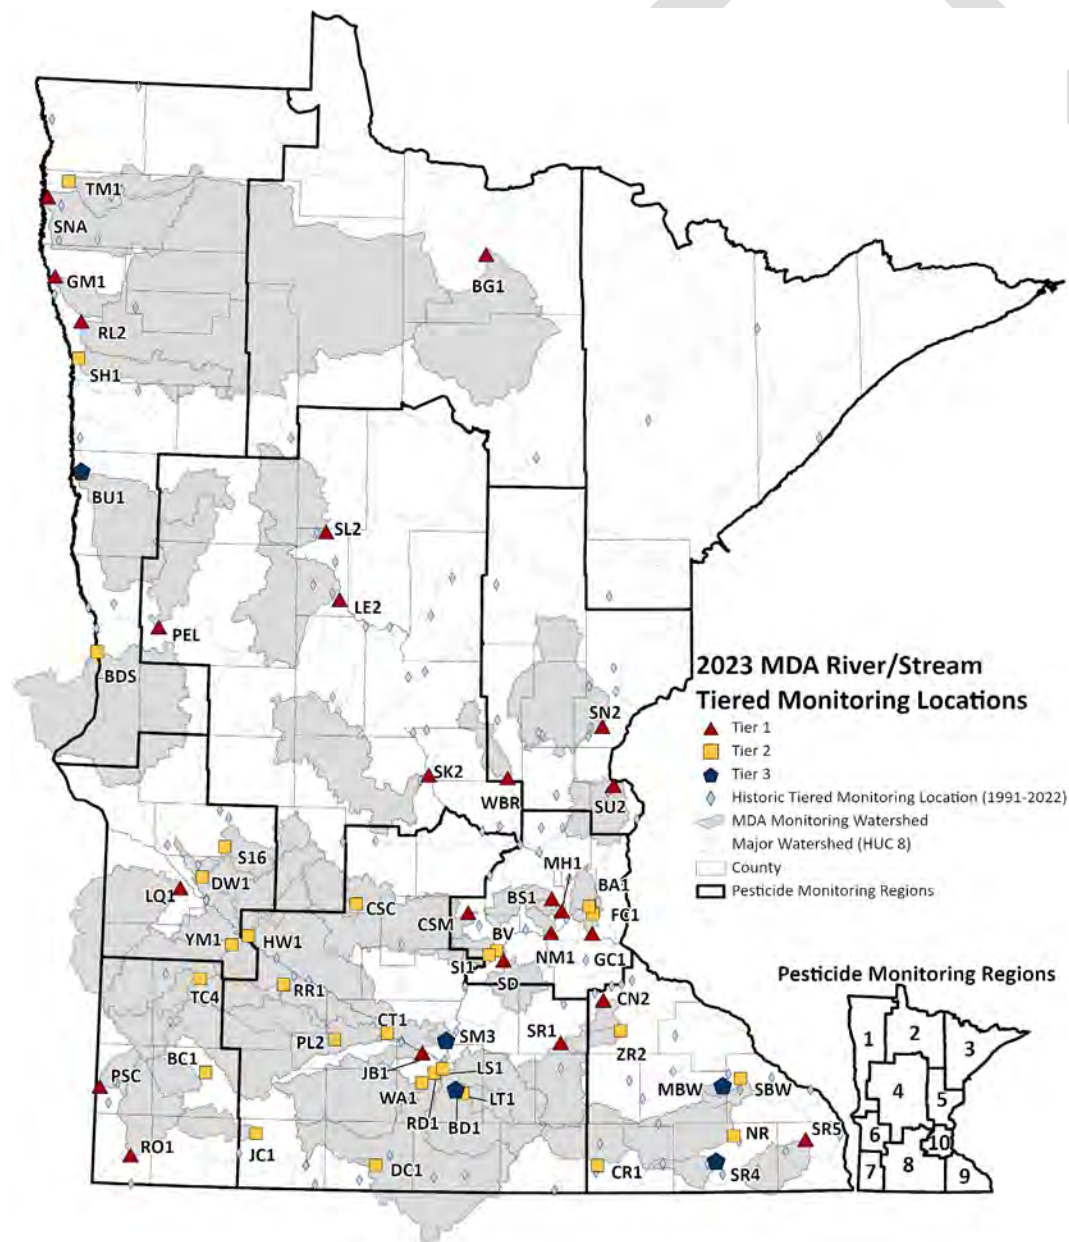 TM1
SNA
GM1
BG1
RL2
SH1
BU1
SL2
LE2
PEL
BDS
2023 MDA River/Stream
Tiered Monitoring Locations
Tier 1
Tier 2
Tier 3
Historic Tiered Monitoring Location (1991-2022)
MDA Monitoring Watershed
Major Watershed (HUC 8)
County
Pesticide Monitoring Regions
SN2
SK2
WBR
SU2
S16
MH1
DW1
BA1
LQ1
BS1
CSC
CSM
FC1
BV
YM1
HW1
NM1
GC1
SI1
SD
Pesticide Monitoring Regions
TC4
RR1
CN2
CT1
SM3
SR1
PL2
ZR2
BC1
JB1
LS1
PSC
WA1
LT1
MBW
SBW
RD1
BD1
RO1
JC1
NR
SR5
DC1
CR1
SR4
1
2
3
4
5
6
10
7
8
9